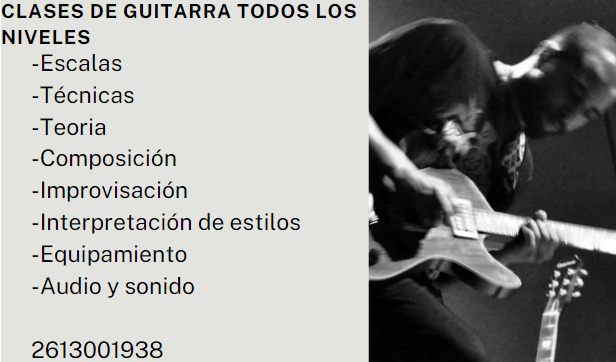 CLASES DE GUITARRA TODOS LOS
NIVELES
-Escalas
-Técnicas
-Teoria
-Composición
-Improvisación
-Interpretación de estilos
-Equipamiento
-Audio y sonido
2613001938